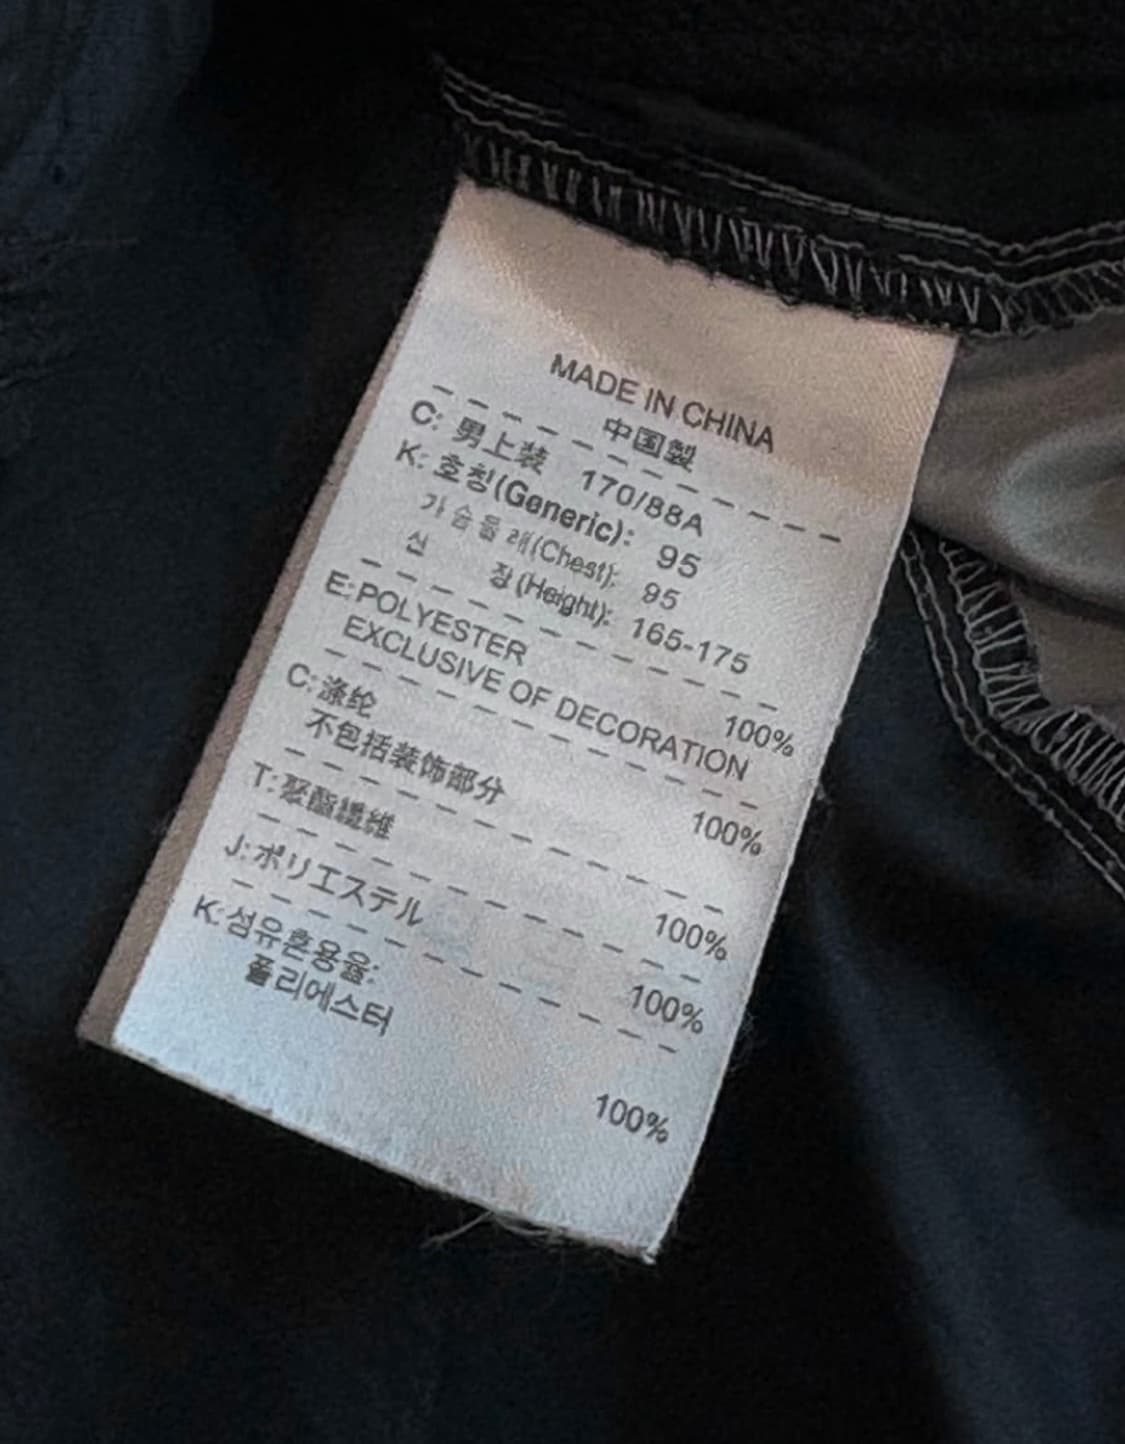 MADE IN CHINA
中国製
C: 男上装 170/88A
K: 호칭(Generic): 95
가슴둘레(Chest): 95
신 장(Height): 165-175
E: POLYESTER 100%
EXCLUSIVE OF DECORATION
C: 涤纶 100%
不包括装饰部分
T: 聚酯纖維 100%
J: ポリエステル 100%
K: 섬유혼용율:
폴리에스터 100%